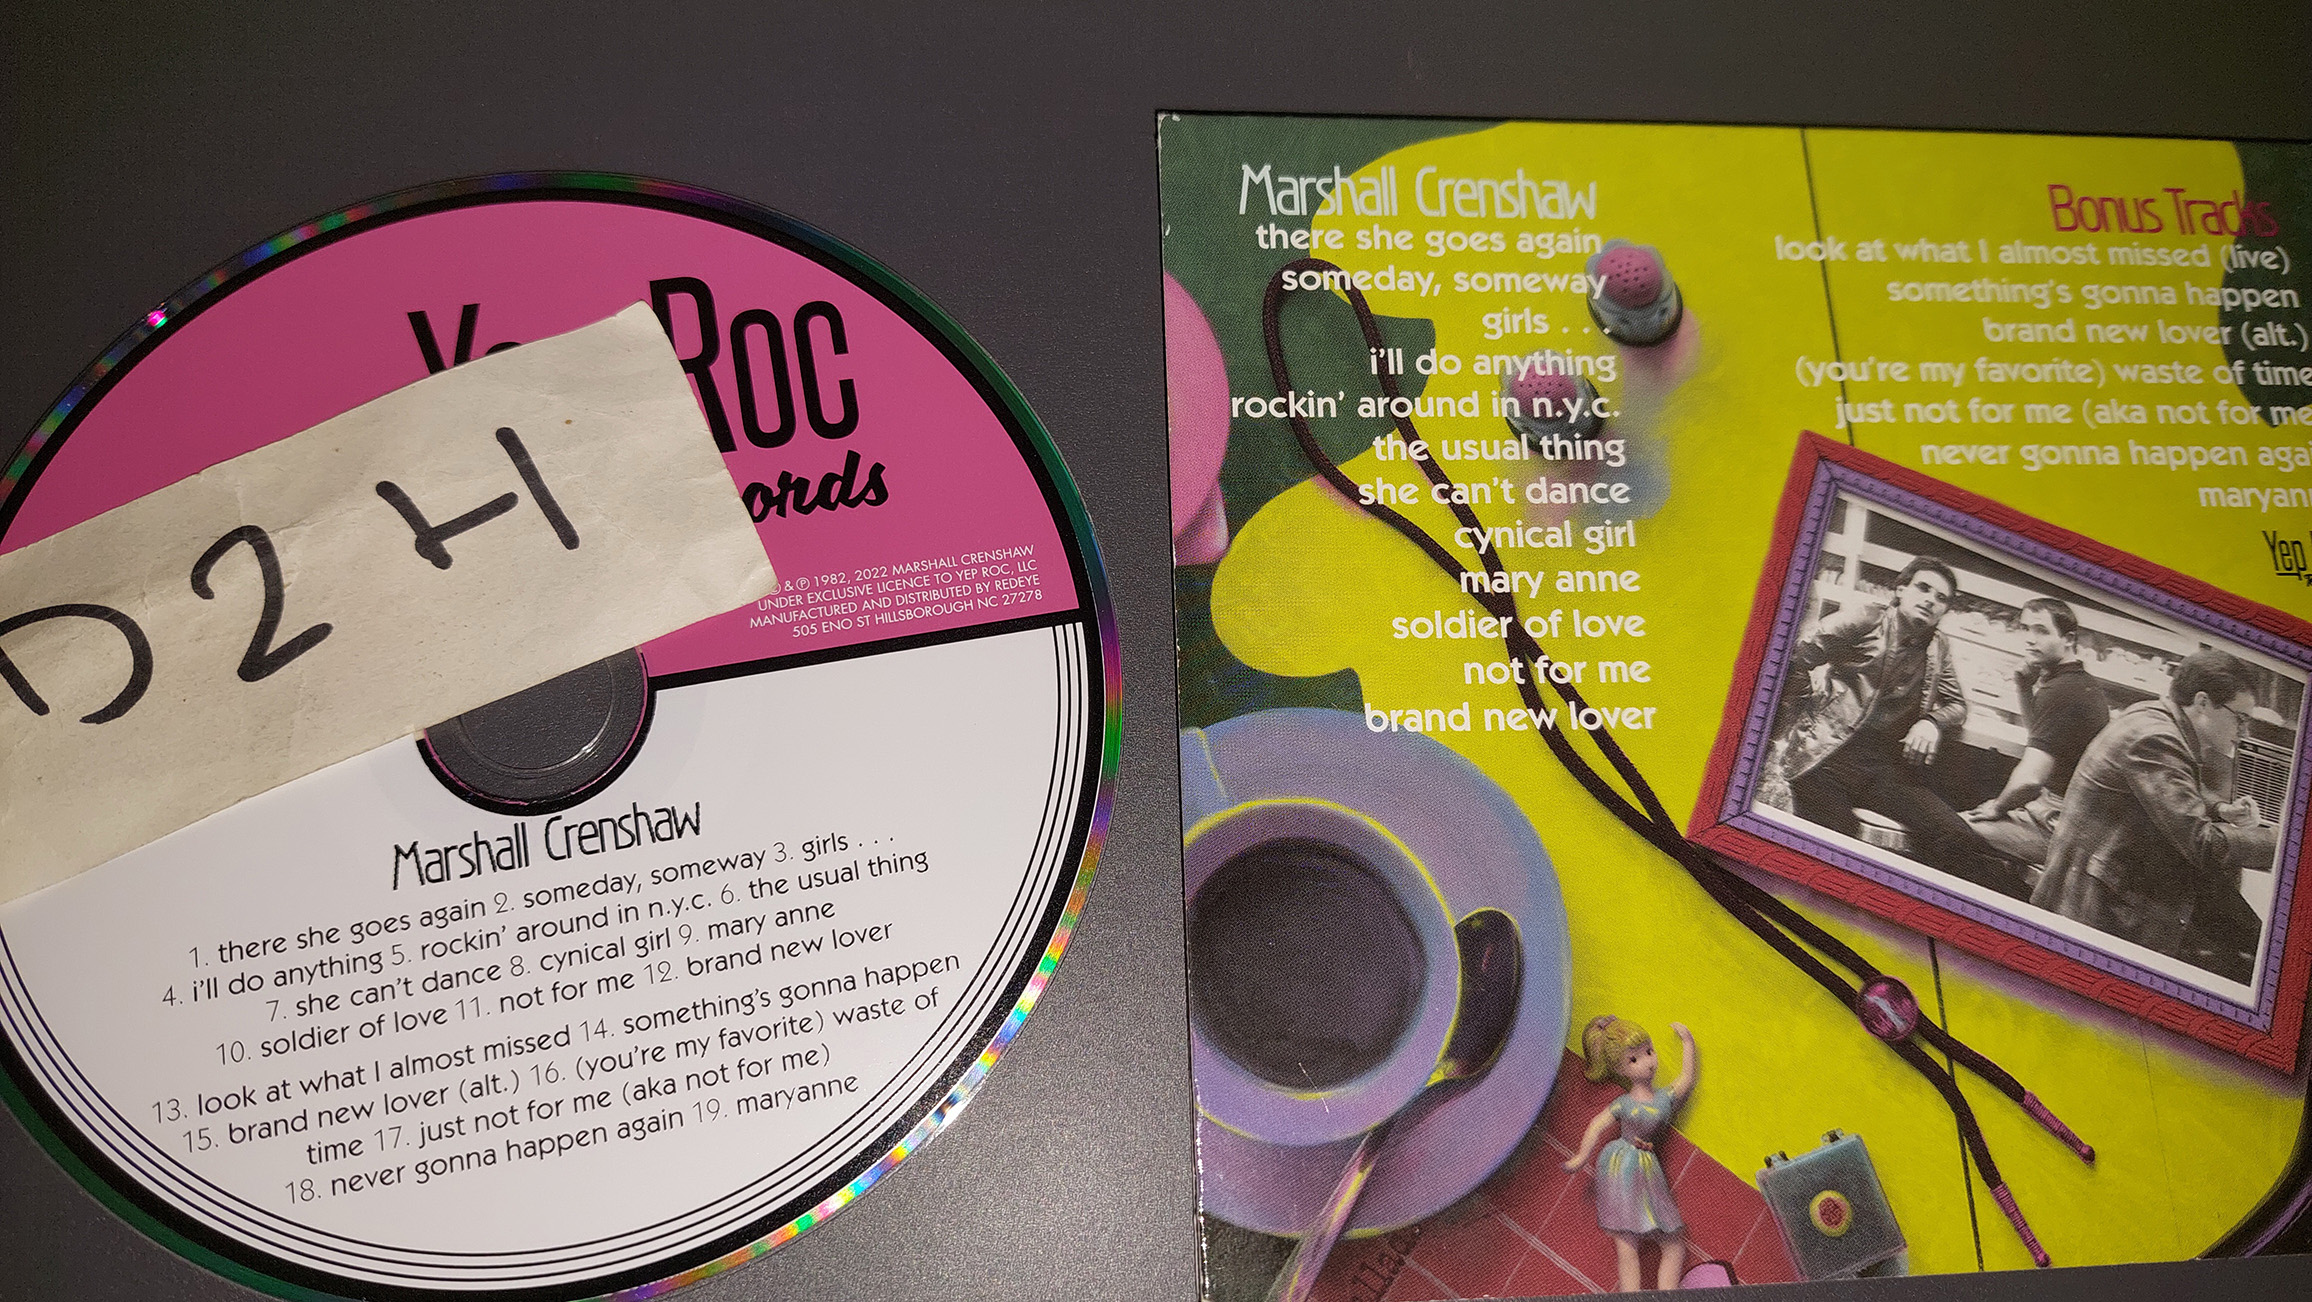 Yep Roc
D2H
© & ℗ 1982, 2022 MARSHALL CRENSHAW
UNDER EXCLUSIVE LICENCE TO YEP ROC, LLC
MANUFACTURED AND DISTRIBUTED BY REDEYE
505 ENO ST HILLSBOROUGH NC 27278
Marshall Crenshaw
1. there she goes again 2. someday, someway 3. girls . . .
4. i'll do anything 5. rockin' around in n.y.c. 6. the usual thing
7. she can't dance 8. cynical girl 9. mary anne
10. soldier of love 11. not for me 12. brand new lover
13. look at what I almost missed 14. something's gonna happen
15. brand new lover (alt.) 16. (you're my favorite) waste of
time 17. just not for me (aka not for me)
18. never gonna happen again 19. maryanne
Marshall Crenshaw
there she goes again
someday, someway
girls . . .
i'll do anything
rockin' around in n.y.c.
the usual thing
she can't dance
cynical girl
mary anne
soldier of love
not for me
brand new lover
Bonus Tracks
look at what I almost missed (live)
something's gonna happen
brand new lover (alt.)
(you're my favorite) waste of time
just not for me (aka not for me
never gonna happen agai
maryann
Yep